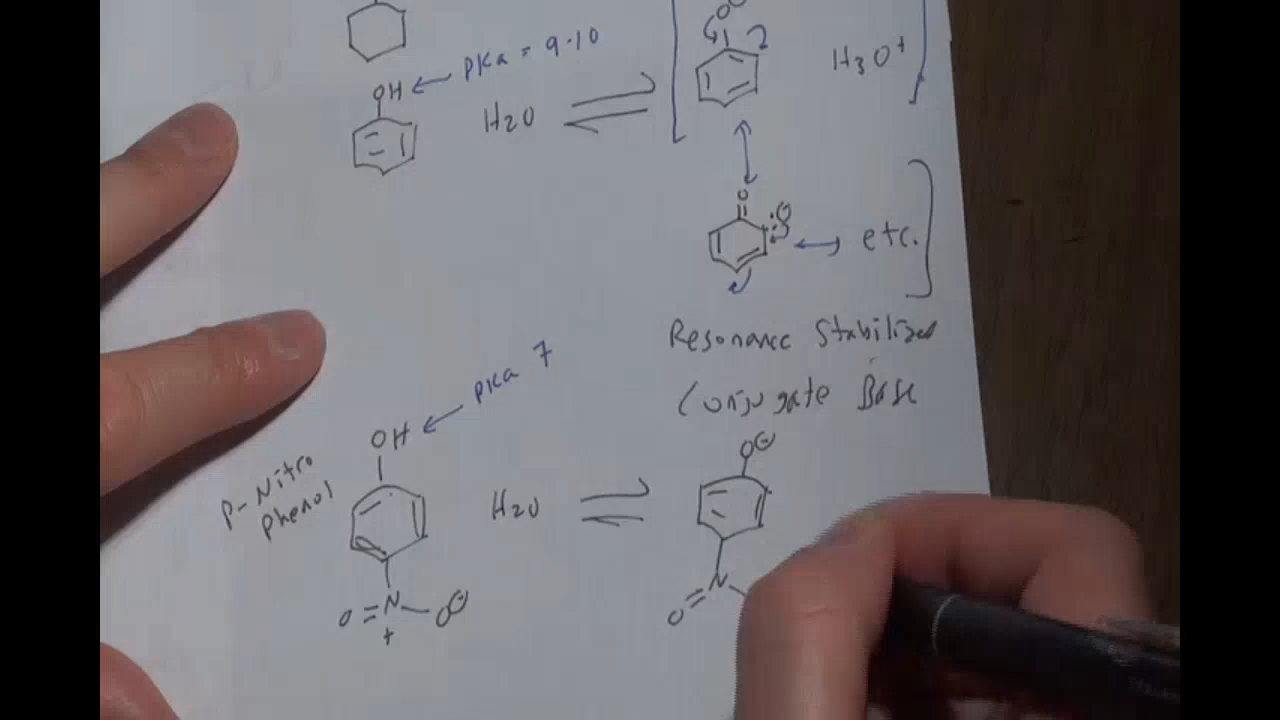 pKa = 9-10
OH
H2O
H3O+
O
etc.
Resonance Stabilized
Conjugate Base
pKa 7
OH
P-Nitro
Phenol
H2O
O⊖
O=N-O⊖
+
O=N